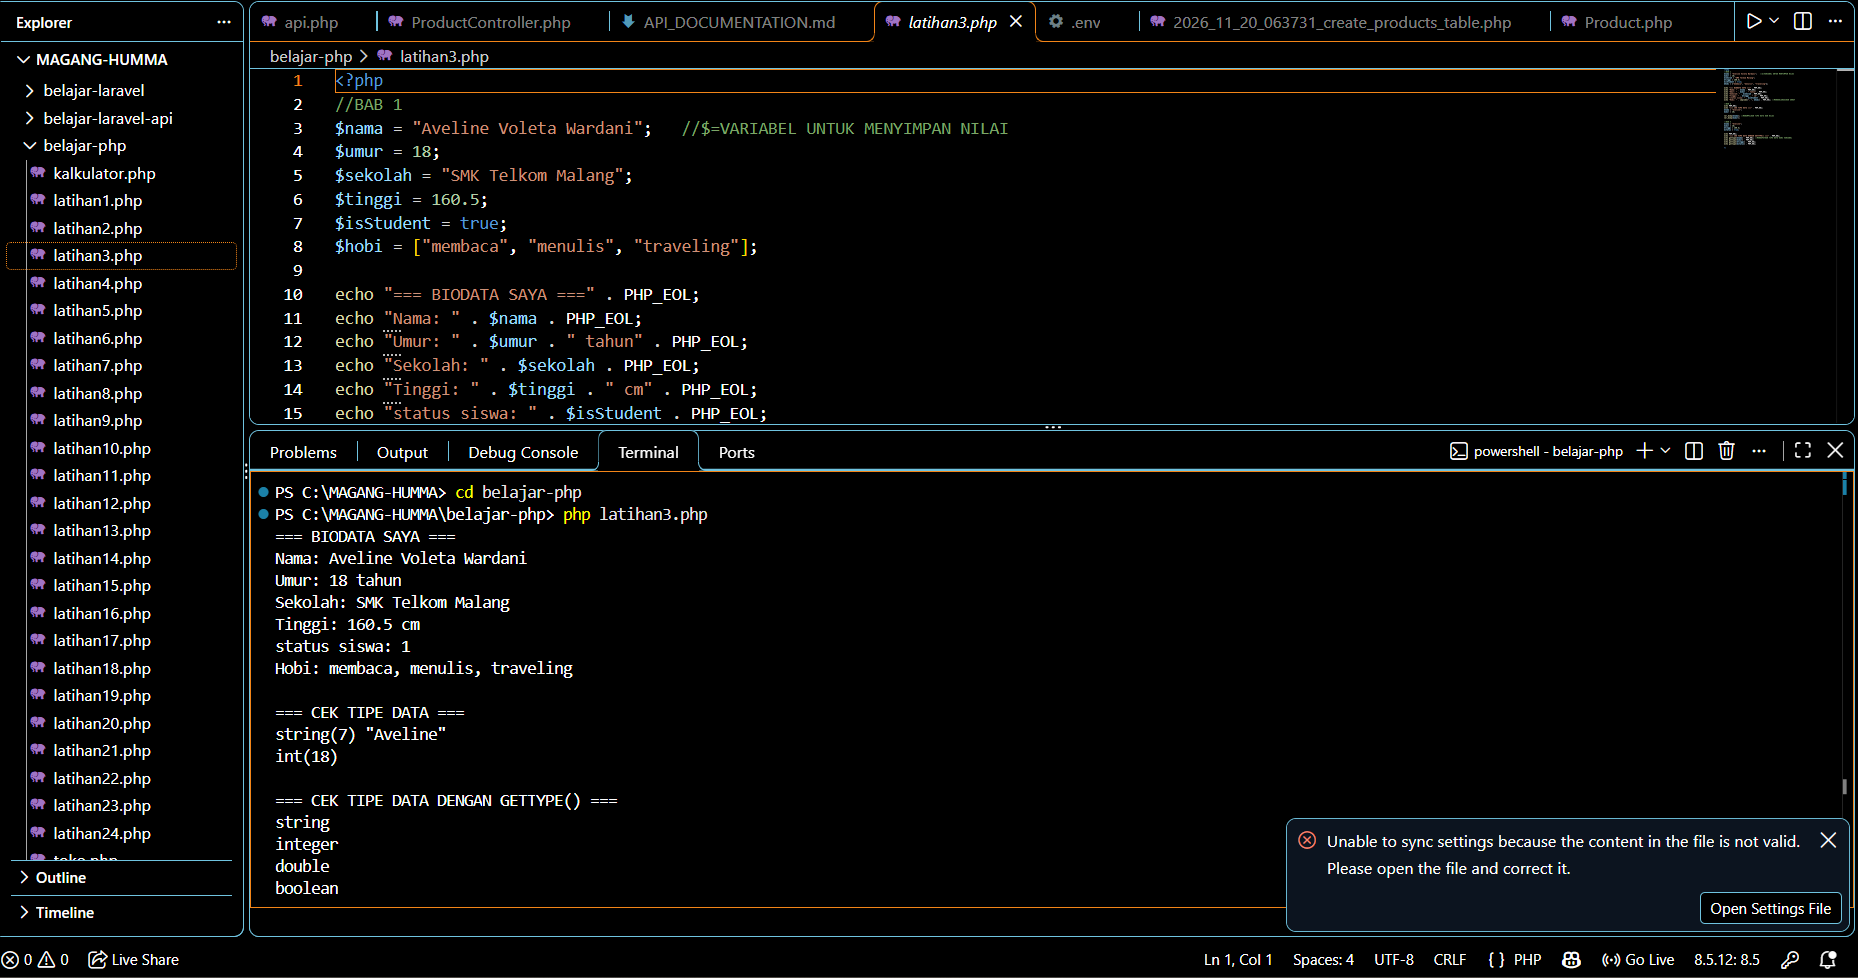 Explorer
MAGANG-HUMMA
belajar-laravel
belajar-laravel-api
belajar-php
kalkulator.php
latihan1.php
latihan2.php
latihan3.php
latihan4.php
latihan5.php
latihan6.php
latihan7.php
latihan8.php
latihan9.php
latihan10.php
latihan11.php
latihan12.php
latihan13.php
latihan14.php
latihan15.php
latihan16.php
latihan17.php
latihan18.php
latihan19.php
latihan20.php
latihan21.php
latihan22.php
latihan23.php
latihan24.php
toko.php
Outline
Timeline
api.php
ProductController.php
API_DOCUMENTATION.md
latihan3.php
.env
2026_11_20_063731_create_products_table.php
Product.php
belajar-php > latihan3.php
1 <?php
2 //BAB 1
3 $nama = "Aveline Voleta Wardani"; //$=VARIABEL UNTUK MENYIMPAN NILAI
4 $umur = 18;
5 $sekolah = "SMK Telkom Malang";
6 $tinggi = 160.5;
7 $isStudent = true;
8 $hobi = ["membaca", "menulis", "traveling"];
9
10 echo "=== BIODATA SAYA ===" . PHP_EOL;
11 echo "Nama: " . $nama . PHP_EOL;
12 echo "Umur: " . $umur . " tahun" . PHP_EOL;
13 echo "Sekolah: " . $sekolah . PHP_EOL;
14 echo "Tinggi: " . $tinggi . " cm" . PHP_EOL;
15 echo "status siswa: " . $isStudent . PHP_EOL;
Problems Output Debug Console Terminal Ports
powershell - belajar-php
PS C:\MAGANG-HUMMA> cd belajar-php
PS C:\MAGANG-HUMMA\belajar-php> php latihan3.php
=== BIODATA SAYA ===
Nama: Aveline Voleta Wardani
Umur: 18 tahun
Sekolah: SMK Telkom Malang
Tinggi: 160.5 cm
status siswa: 1
Hobi: membaca, menulis, traveling
=== CEK TIPE DATA ===
string(7) "Aveline"
int(18)
=== CEK TIPE DATA DENGAN GETTYPE() ===
string
integer
double
boolean
Unable to sync settings because the content in the file is not valid.
Please open the file and correct it.
Open Settings File
0 0 Live Share
Ln 1, Col 1 Spaces: 4 UTF-8 CRLF { } PHP Go Live 8.5.12: 8.5